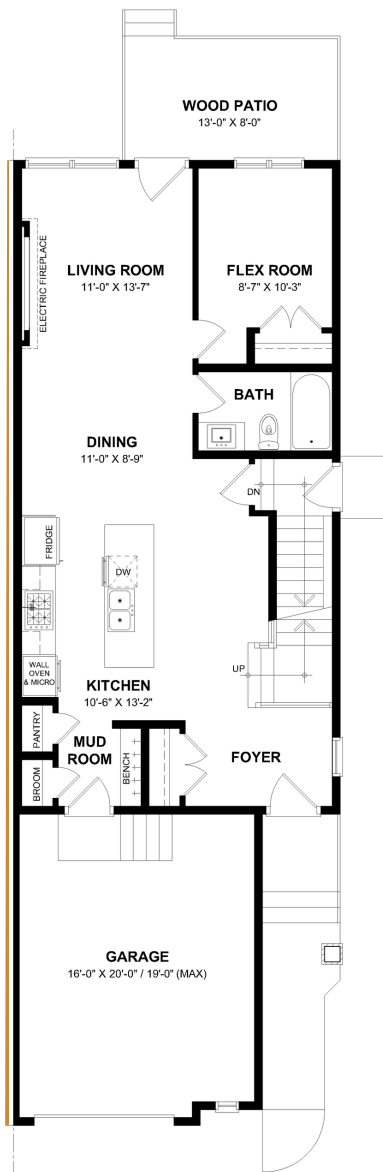 WOOD PATIO
13'-0" X 8'-0"
ELECTRIC FIREPLACE
LIVING ROOM
11'-0" X 13'-7"
FLEX ROOM
8'-7" X 10'-3"
BATH
DINING
11'-0" X 8'-9"
DN
FRIDGE
DW
WALL
OVEN
& MICRO
UP
KITCHEN
10'-6" X 13'-2"
PANTRY
MUD
ROOM
BROOM
BENCH
FOYER
GARAGE
16'-0" X 20'-0" / 19'-0" (MAX)